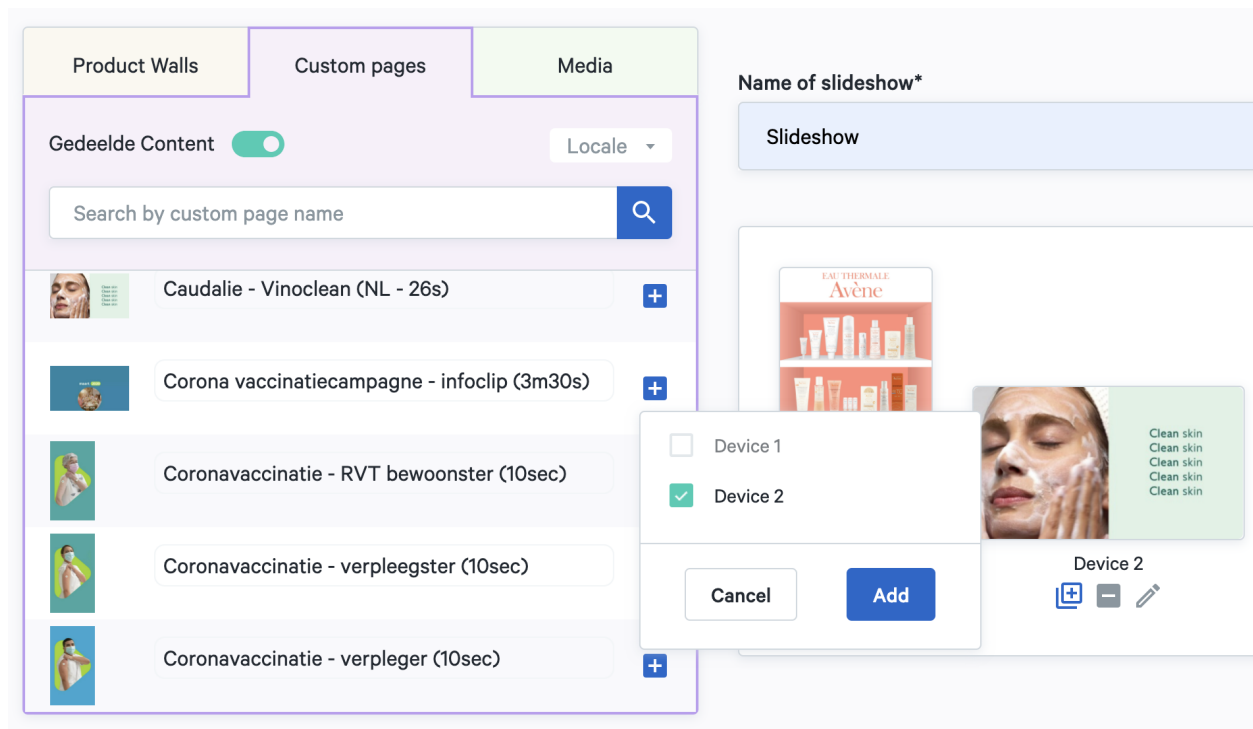 Product Walls
Custom pages
Media
Gedeelde Content
Locale
Search by custom page name
Caudalie - Vinoclean (NL - 26s)
Corona vaccinatiecampagne - infoclip (3m30s)
Coronavaccinatie - RVT bewoonster (10sec)
Coronavaccinatie - verpleegster (10sec)
Coronavaccinatie - verpleger (10sec)
Name of slideshow*
Slideshow
EAU THERMALE
Avène
Device 1
Device 2
Cancel
Add
Clean skin
Clean skin
Clean skin
Clean skin
Clean skin
Device 2